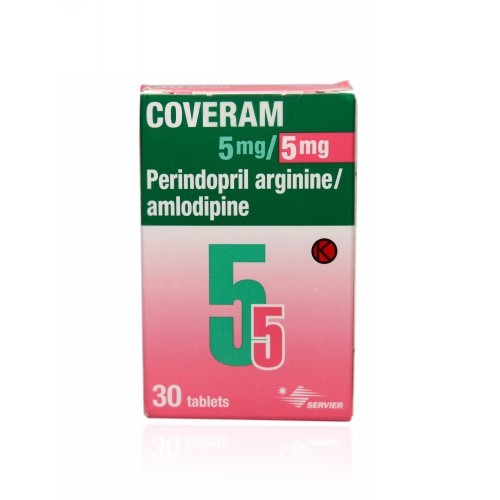 COVERAM
5mg/5mg
Perindopril arginine/
amlodipine
K
5
5
30 tablets
SERVIER